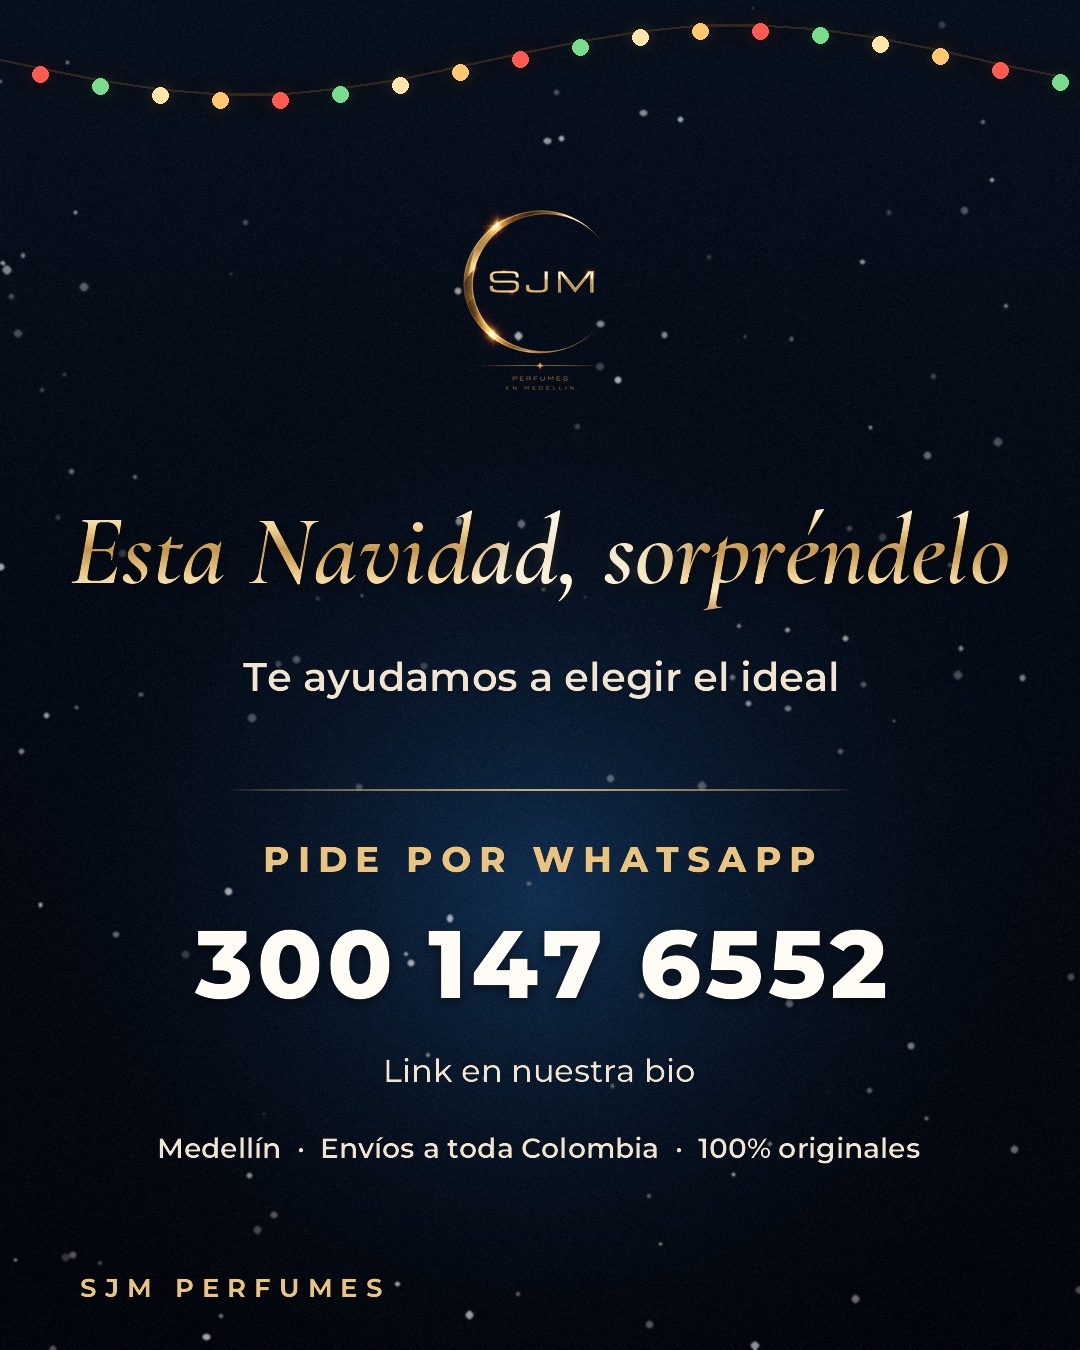 SJM
PERFUMES
EN MEDELLIN
Esta Navidad, sorpréndelo
Te ayudamos a elegir el ideal
PIDE POR WHATSAPP
300 147 6552
Link en nuestra bio
Medellín · Envíos a toda Colombia · 100% originales
SJM PERFUMES